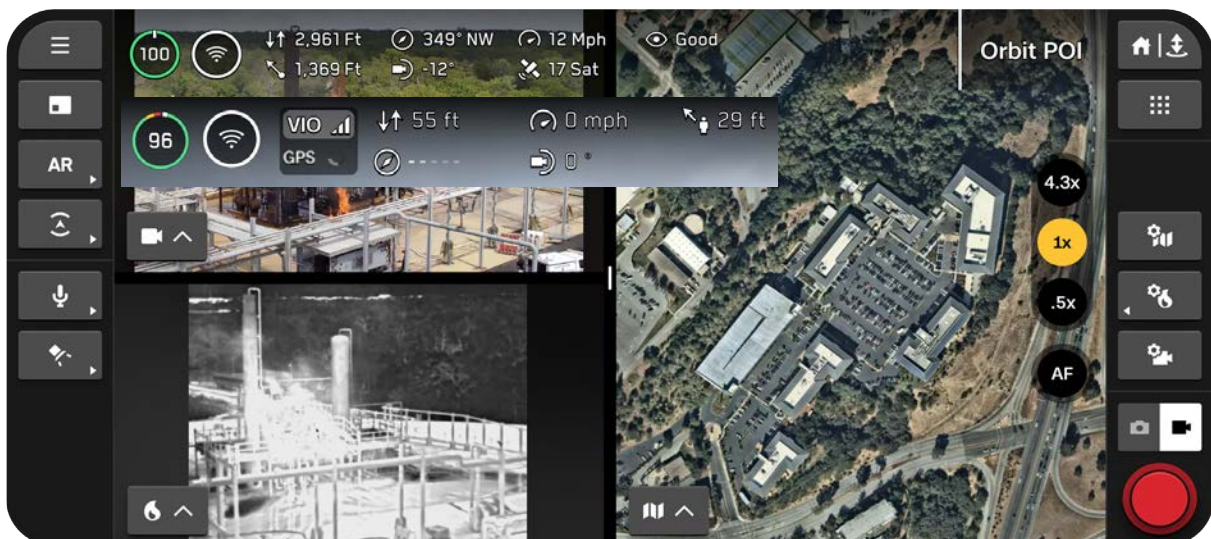 100 2,961 Ft 349° NW 12 Mph Good
1,369 Ft -12° 17 Sat
Orbit POI
96 VIO 55 ft 0 mph 29 ft
GPS - - - - - 0 °
AR
4.3x
1x
.5x
AF